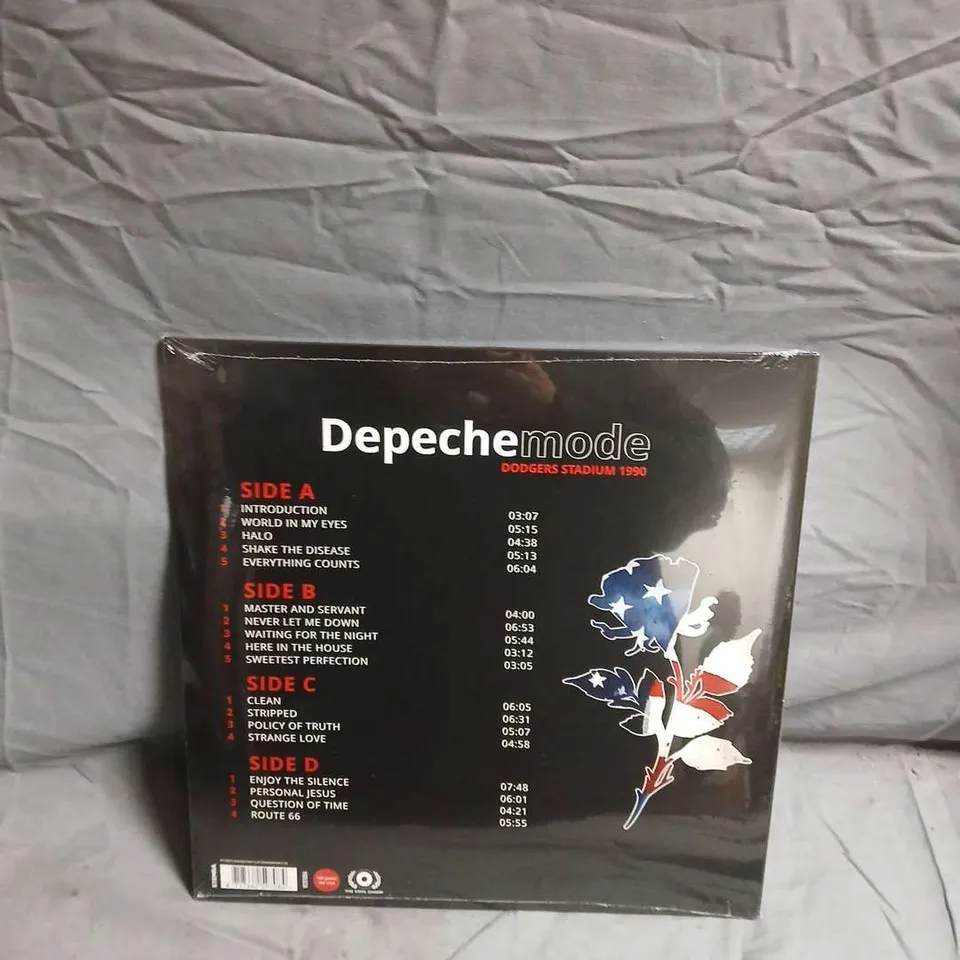 Depechemode
DODGERS STADIUM 1990
SIDE A
1 INTRODUCTION 03:07
2 WORLD IN MY EYES 05:15
3 HALO 04:38
4 SHAKE THE DISEASE 05:13
5 EVERYTHING COUNTS 06:04
SIDE B
1 MASTER AND SERVANT 04:00
2 NEVER LET ME DOWN 06:53
3 WAITING FOR THE NIGHT 05:44
4 HERE IN THE HOUSE 03:12
5 SWEETEST PERFECTION 03:05
SIDE C
1 CLEAN 06:05
2 STRIPPED 06:31
3 POLICY OF TRUTH 05:07
4 STRANGE LOVE 04:58
SIDE D
1 ENJOY THE SILENCE 07:48
2 PERSONAL JESUS 06:01
3 QUESTION OF TIME 04:21
4 ROUTE 66 05:55